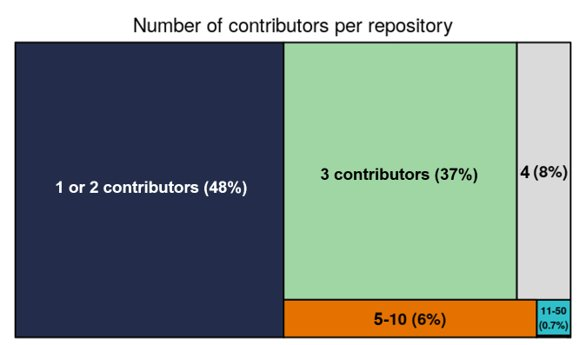 Number of contributors per repository
1 or 2 contributors (48%)
3 contributors (37%)
4 (8%)
5-10 (6%)
11-50
(0.7%)